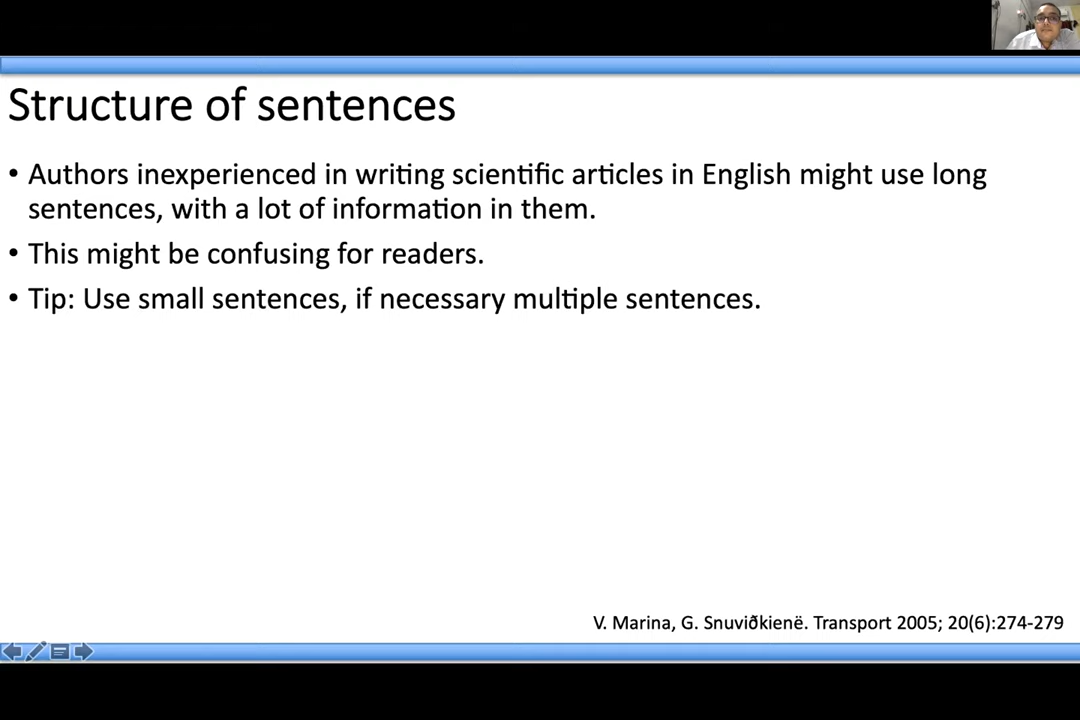 Structure of sentences
• Authors inexperienced in writing scientific articles in English might use long
sentences, with a lot of information in them.
• This might be confusing for readers.
• Tip: Use small sentences, if necessary multiple sentences.
V. Marina, G. Snuviðkienë. Transport 2005; 20(6):274-279